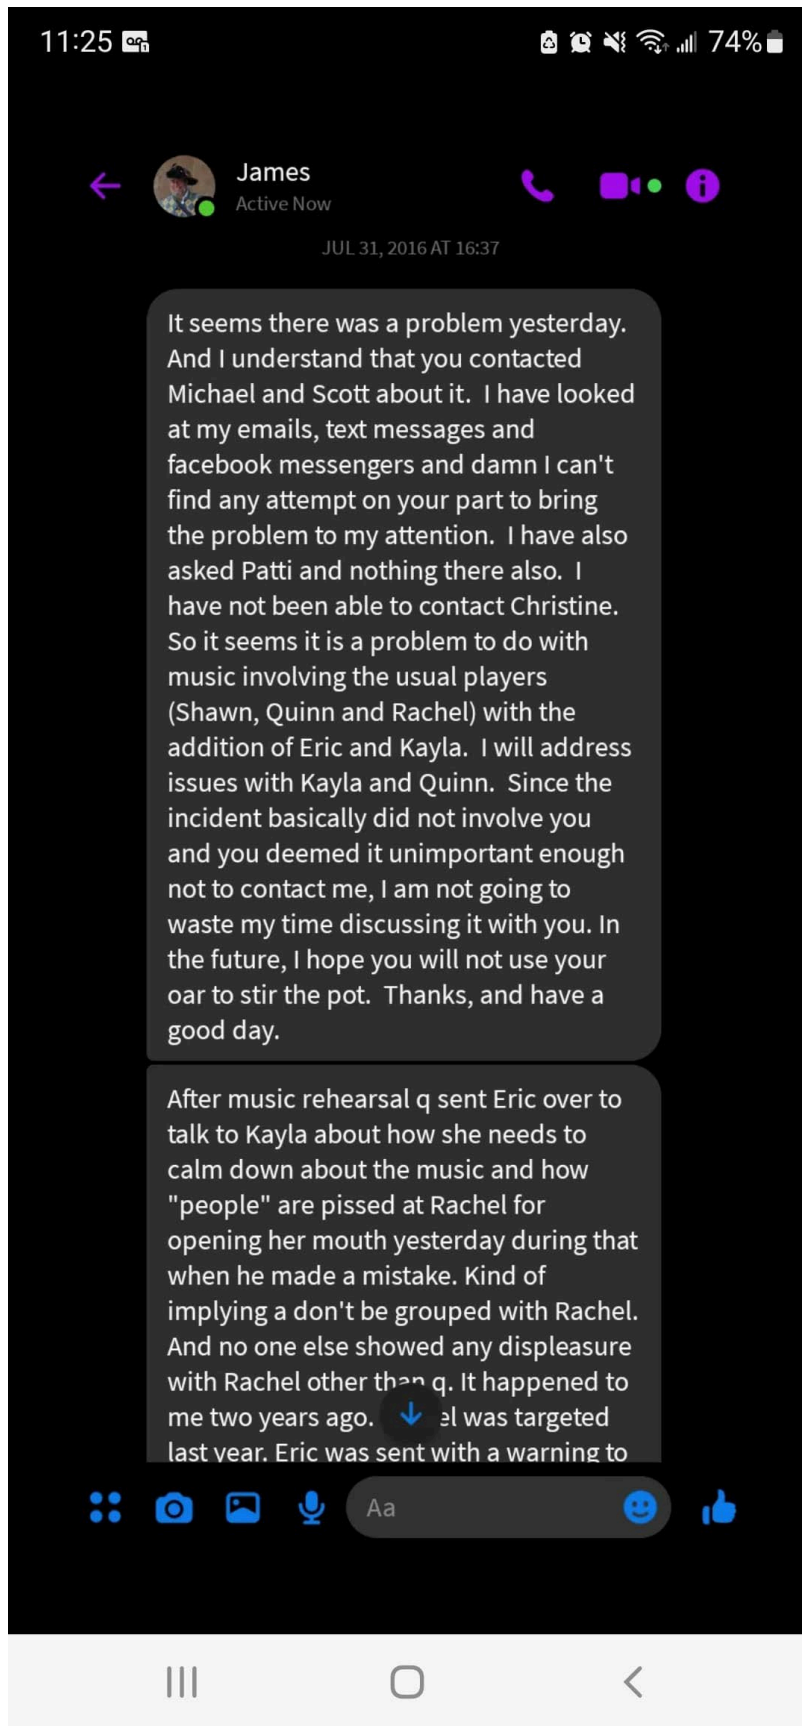 11:25
74%
James
Active Now
JUL 31, 2016 AT 16:37
It seems there was a problem yesterday.
And I understand that you contacted
Michael and Scott about it.  I have looked
at my emails, text messages and
facebook messengers and damn I can't
find any attempt on your part to bring
the problem to my attention.  I have also
asked Patti and nothing there also.  I
have not been able to contact Christine.
So it seems it is a problem to do with
music involving the usual players
(Shawn, Quinn and Rachel) with the
addition of Eric and Kayla.  I will address
issues with Kayla and Quinn.  Since the
incident basically did not involve you
and you deemed it unimportant enough
not to contact me, I am not going to
waste my time discussing it with you. In
the future, I hope you will not use your
oar to stir the pot.  Thanks, and have a
good day.
After music rehearsal q sent Eric over to
talk to Kayla about how she needs to
calm down about the music and how
"people" are pissed at Rachel for
opening her mouth yesterday during that
when he made a mistake. Kind of
implying a don't be grouped with Rachel.
And no one else showed any displeasure
with Rachel other than q. It happened to
me two years ago. el was targeted
last year. Eric was sent with a warning to
Aa